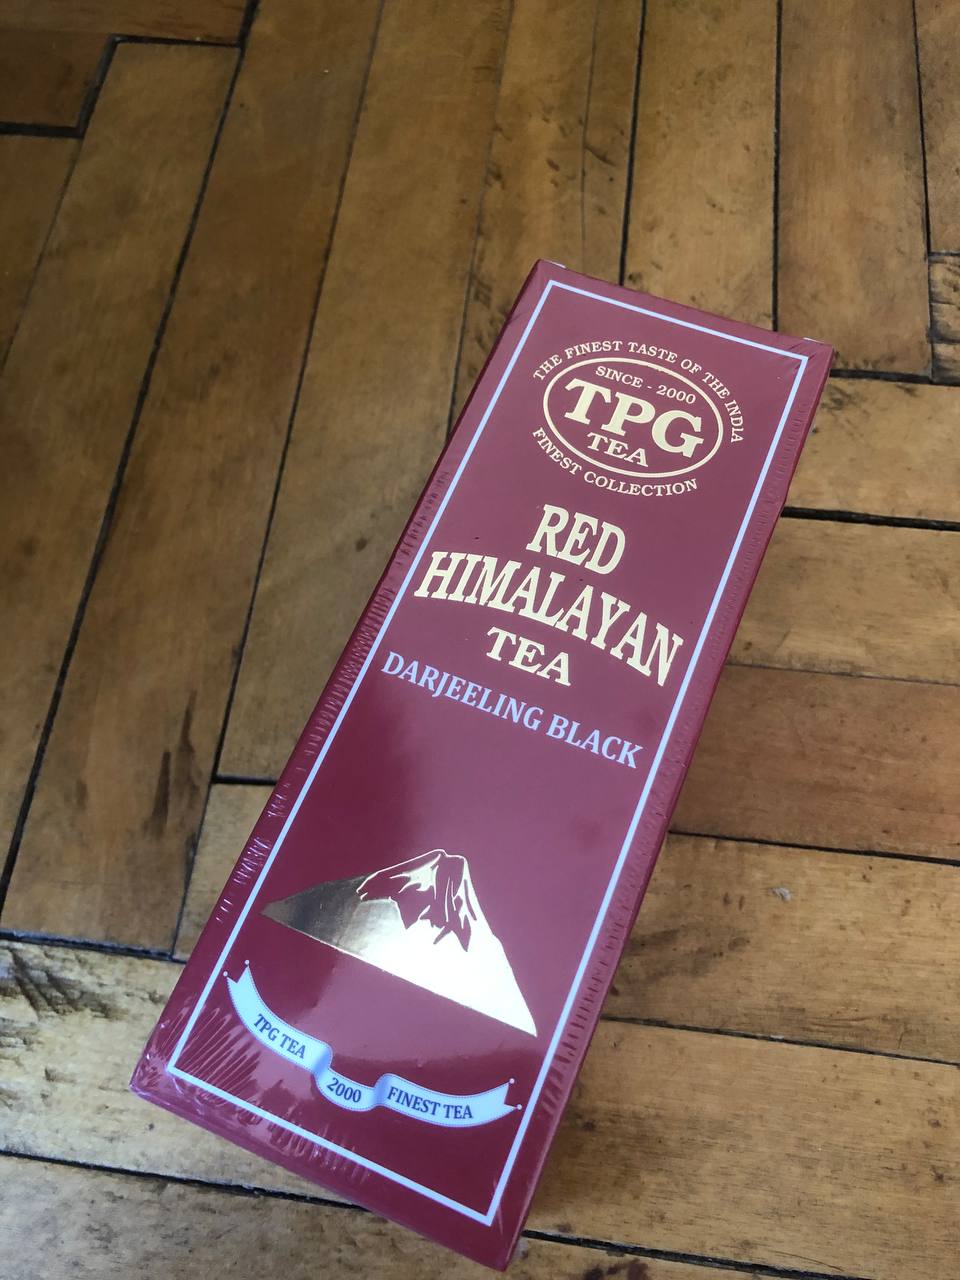 THE FINEST TASTE OF THE INDIA
SINCE - 2000
TPG
TEA
FINEST COLLECTION
RED
HIMALAYAN
TEA
DARJEELING BLACK
TPG TEA
2000
FINEST TEA